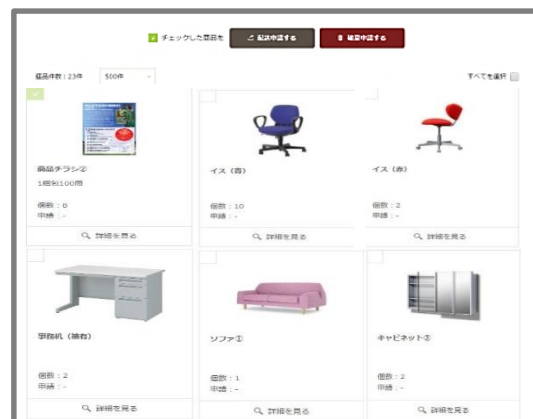 チェックした商品を 配送申請する 破棄申請する
商品件数：23件 500件 すべてを選択
商品チラシ②
1梱包100冊
個数：0
申請：-
詳細を見る
イス（青）
個数：10
申請：-
詳細を見る
イス（赤）
個数：2
申請：-
詳細を見る
事務机（袖有）
個数：2
申請：-
詳細を見る
ソファ①
個数：1
申請：-
詳細を見る
キャビネット②
個数：2
申請：-
詳細を見る